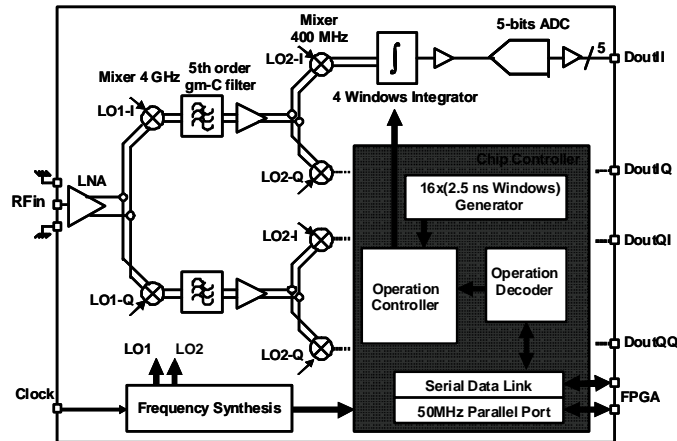 Mixer
400 MHz
5-bits ADC
LO2-I
5
DoutII
Mixer 4 GHz
5th order
gm-C filter
4 Windows Integrator
LO1-I
Chip Controller
LNA
LO2-Q
DoutIQ
RFin
16x(2.5 ns Windows)
Generator
LO2-I
DoutQI
Operation
Controller
Operation
Decoder
LO1-Q
LO2-Q
DoutQQ
LO1
LO2
Clock
Frequency Synthesis
Serial Data Link
50MHz Parallel Port
FPGA